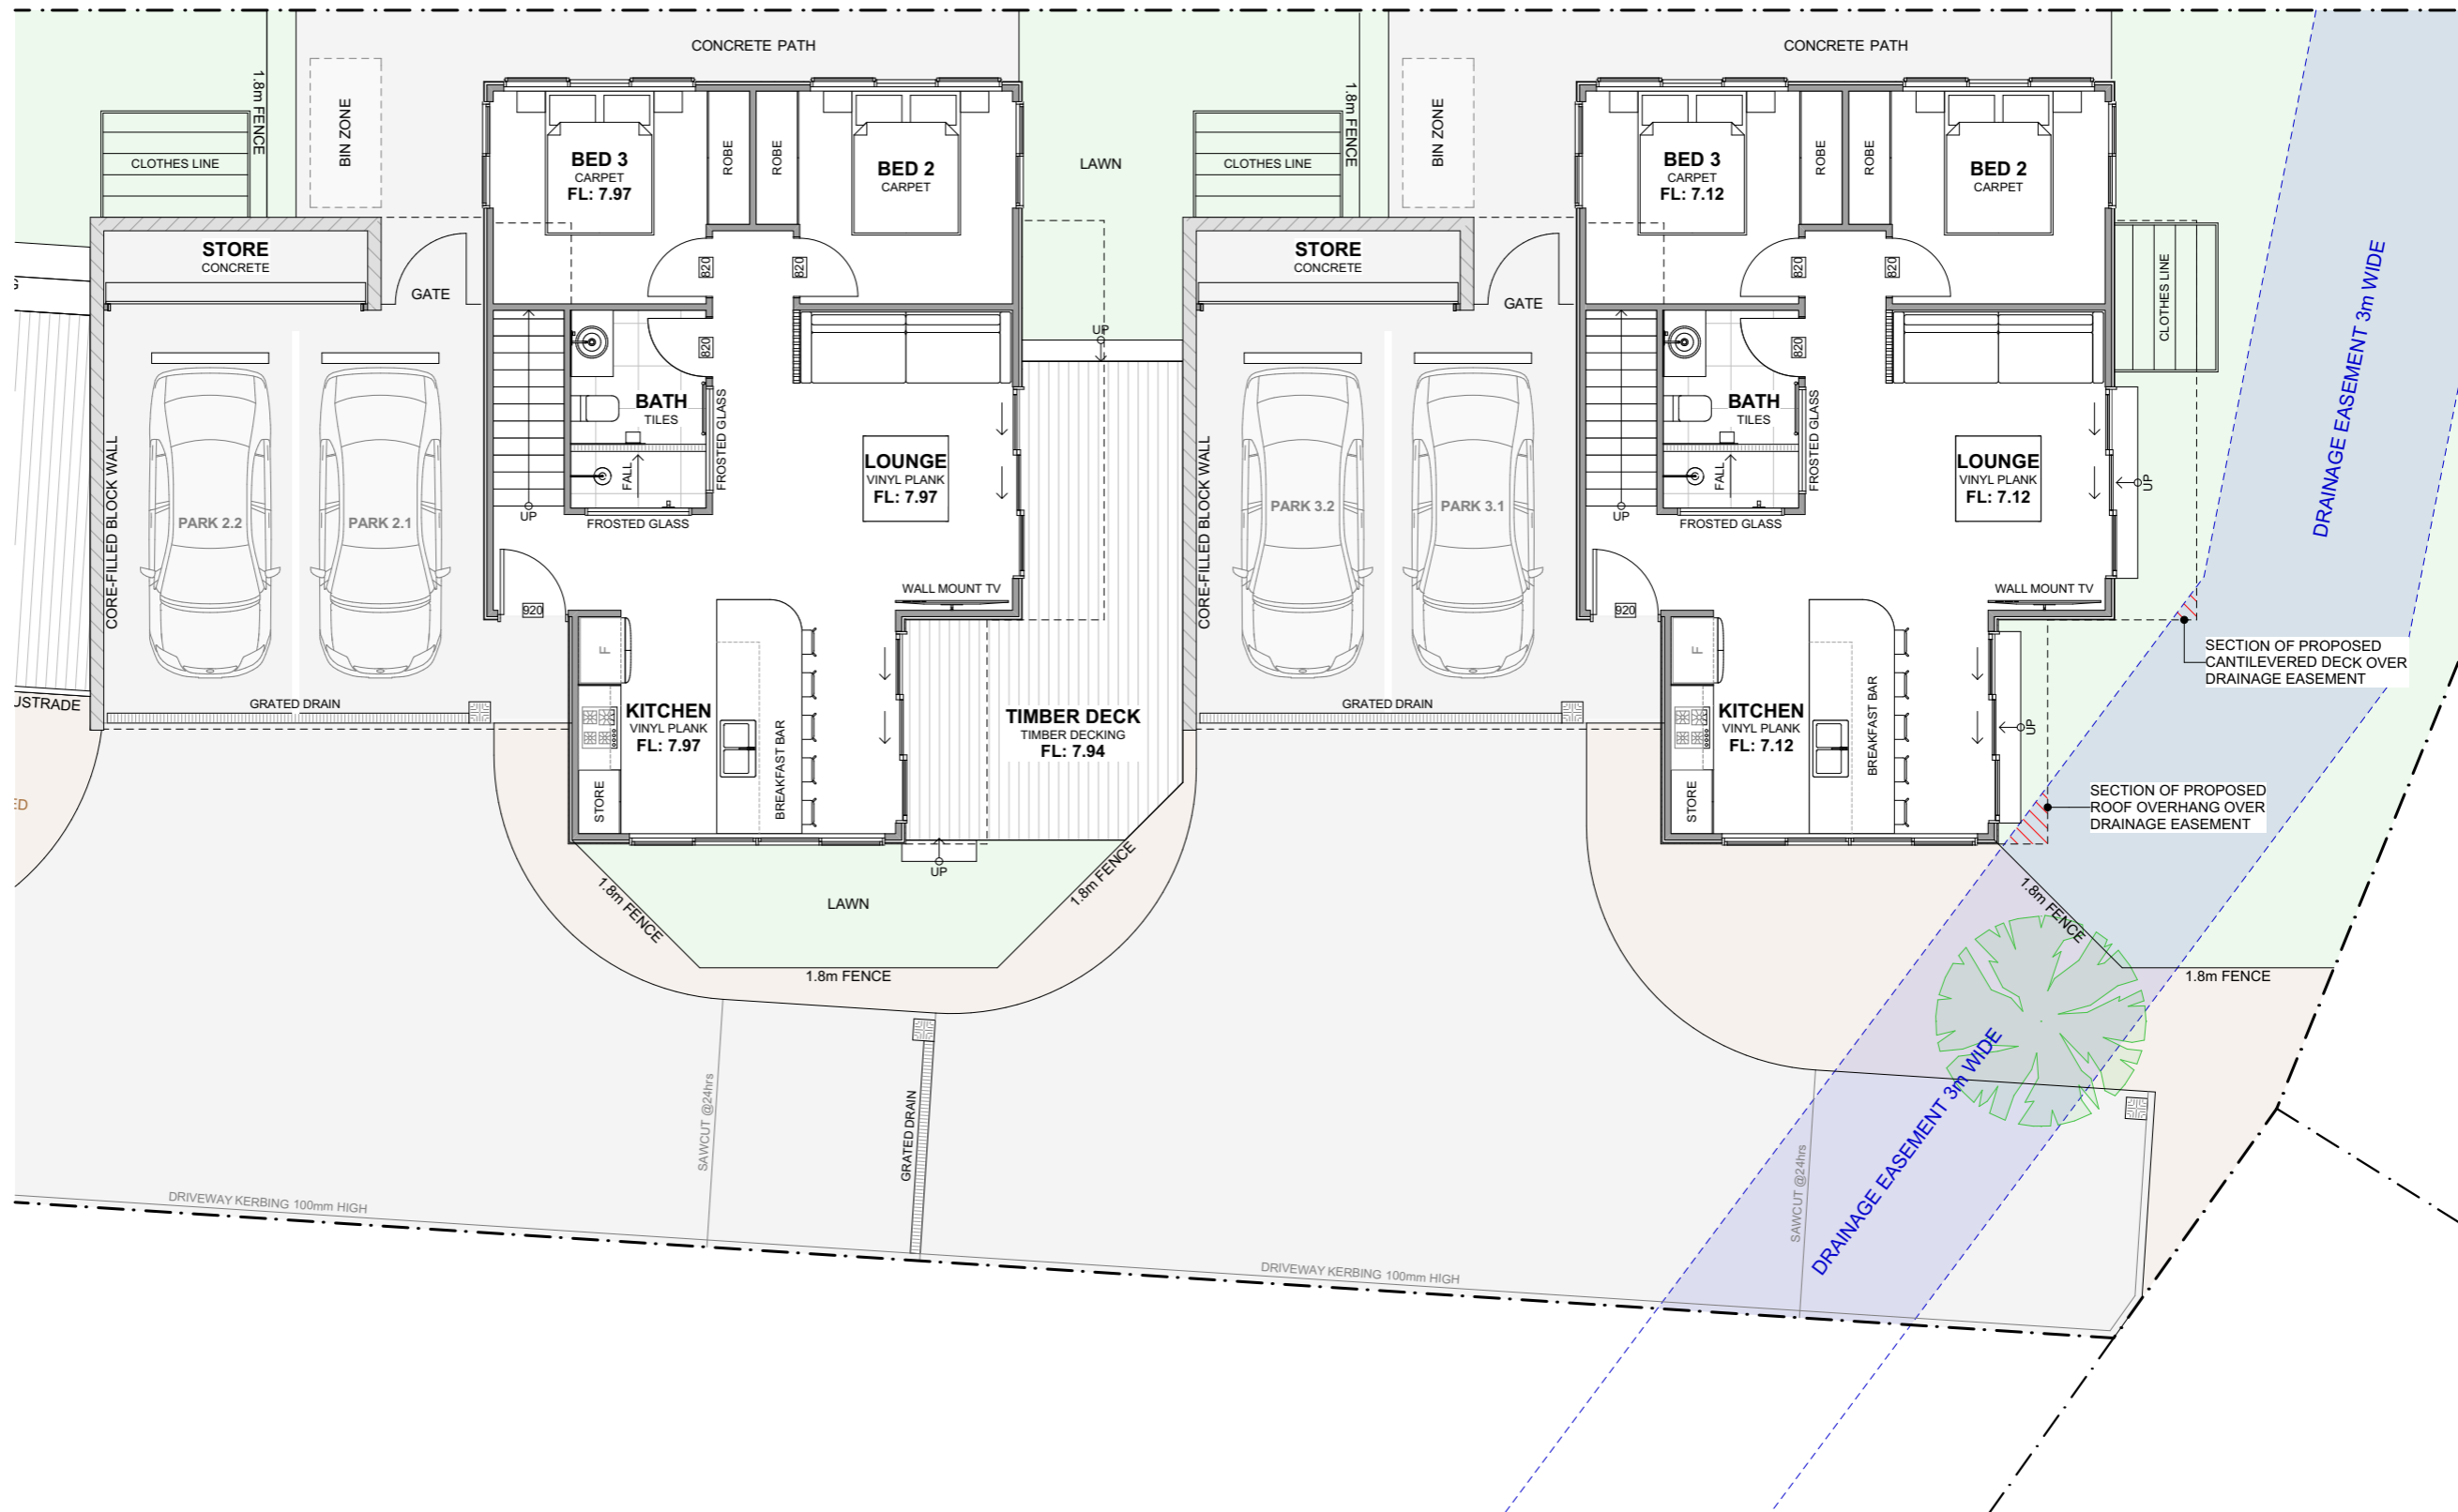 CONCRETE PATH
CONCRETE PATH
1.8m FENCE
BIN ZONE
CLOTHES LINE
BED 3
CARPET
FL: 7.97
ROBE
ROBE
BED 2
CARPET
LAWN
1.8m FENCE
BIN ZONE
CLOTHES LINE
BED 3
CARPET
FL: 7.12
ROBE
ROBE
BED 2
CARPET
STORE
CONCRETE
GATE
820
820
STORE
CONCRETE
GATE
820
820
CLOTHES LINE
DRAINAGE EASEMENT 3m WIDE
UP
820
820
CORE-FILLED BLOCK WALL
PARK 2.2
PARK 2.1
BATH
TILES
FALL
FROSTED GLASS
UP
FROSTED GLASS
LOUNGE
VINYL PLANK
FL: 7.97
WALL MOUNT TV
920
CORE-FILLED BLOCK WALL
PARK 3.2
PARK 3.1
BATH
TILES
FALL
FROSTED GLASS
UP
FROSTED GLASS
LOUNGE
VINYL PLANK
FL: 7.12
UP
WALL MOUNT TV
920
SECTION OF PROPOSED
CANTILEVERED DECK OVER
DRAINAGE EASEMENT
USTRADE
GRATED DRAIN
F
KITCHEN
VINYL PLANK
FL: 7.97
STORE
BREAKFAST BAR
TIMBER DECK
TIMBER DECKING
FL: 7.94
GRATED DRAIN
F
KITCHEN
VINYL PLANK
FL: 7.12
STORE
BREAKFAST BAR
UP
SECTION OF PROPOSED
ROOF OVERHANG OVER
DRAINAGE EASEMENT
ED
UP
1.8m FENCE
LAWN
1.8m FENCE
1.8m FENCE
1.8m FENCE
1.8m FENCE
SAWCUT @24hrs
GRATED DRAIN
SAWCUT @24hrs
DRAINAGE EASEMENT 3m WIDE
DRIVEWAY KERBING 100mm HIGH
DRIVEWAY KERBING 100mm HIGH